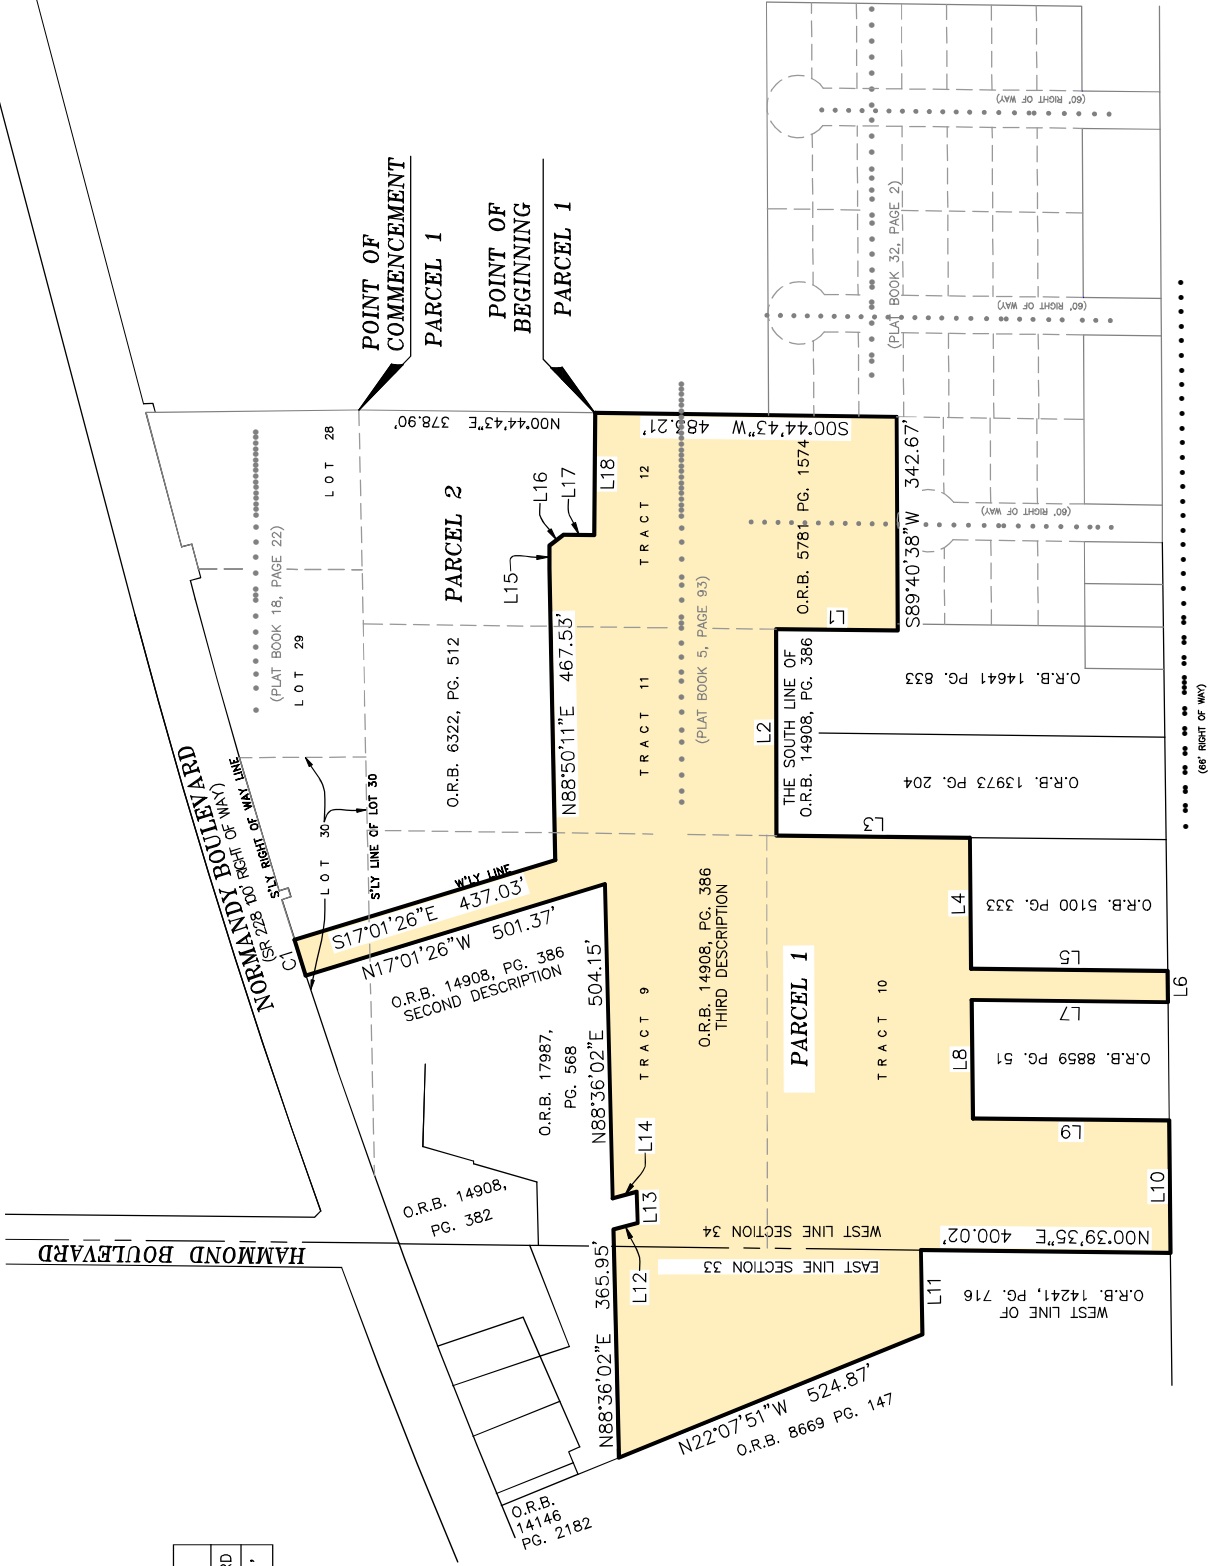 NORMANDY BOULEVARD
(SR 228 100' RIGHT OF WAY)
S'LY RIGHT OF WAY LINE
HAMMOND BOULEVARD
POINT OF
COMMENCEMENT
PARCEL 1
POINT OF
BEGINNING
PARCEL 1
LOT 28
LOT 29
LOT 30
(PLAT BOOK 18, PAGE 22)
S'LY LINE OF LOT 30
N00°44'43"E 378.90'
PARCEL 2
O.R.B. 6322, PG. 512
L15
L16
L17
L18
N88°50'11"E 467.53'
W'LY LINE
S17°01'26"E 437.03'
C1
N17°01'26"W 501.37'
O.R.B. 14908, PG. 386
SECOND DESCRIPTION
O.R.B. 17987,
PG. 568
N88°36'02"E 504.15'
O.R.B. 14908,
PG. 382
L14
L13
L12
N88°36'02"E 365.95'
O.R.B.
14146
PG. 2182
N22°07'51"W 524.87'
O.R.B. 8669 PG. 147
TRACT 12
TRACT 11
TRACT 9
TRACT 10
(PLAT BOOK 5, PAGE 93)
O.R.B. 5781 PG. 1574
S00°44'43"W
S89°40'38"W 342.67'
L1
L2
THE SOUTH LINE OF
O.R.B. 14908, PG. 386
L3
O.R.B. 14641 PG. 833
O.R.B. 13973 PG. 204
O.R.B. 14908, PG. 386
THIRD DESCRIPTION
PARCEL 1
L4
O.R.B. 5100 PG. 333
L5
L6
L7
L8
O.R.B. 8859 PG. 51
L9
L10
N00°39'35"E 400.02'
WEST LINE SECTION 34
EAST LINE SECTION 33
L11
WEST LINE OF
O.R.B. 14241, PG. 716
(PLAT BOOK 32, PAGE 2)
(60' RIGHT OF WAY)
(60' RIGHT OF WAY)
(60' RIGHT OF WAY)
(66' RIGHT OF WAY)